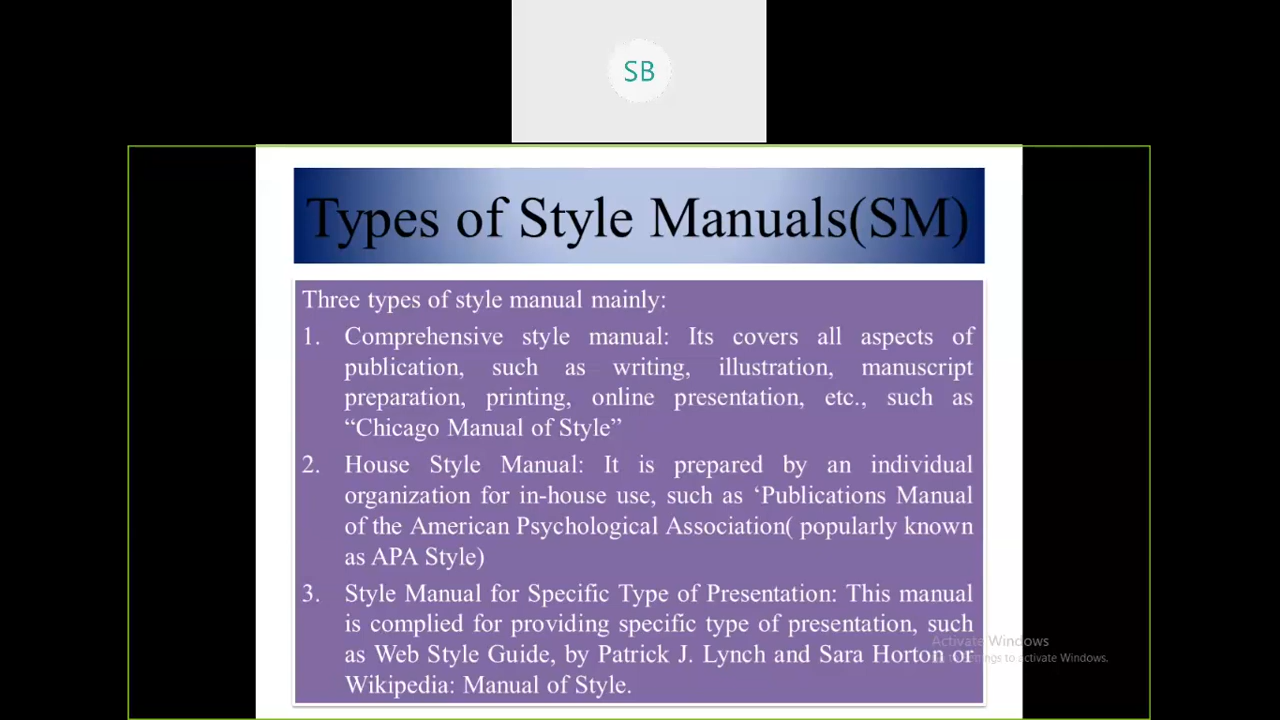 SB
Types of Style Manuals(SM)
Three types of style manual mainly:
1. Comprehensive style manual: Its covers all aspects of
publication, such as writing, illustration, manuscript
preparation, printing, online presentation, etc., such as
“Chicago Manual of Style”
2. House Style Manual: It is prepared by an individual
organization for in-house use, such as ‘Publications Manual
of the American Psychological Association( popularly known
as APA Style)
3. Style Manual for Specific Type of Presentation: This manual
is complied for providing specific type of presentation, such
as Web Style Guide, by Patrick J. Lynch and Sara Horton or
Wikipedia: Manual of Style.
Activate Windows
to activate Windows.